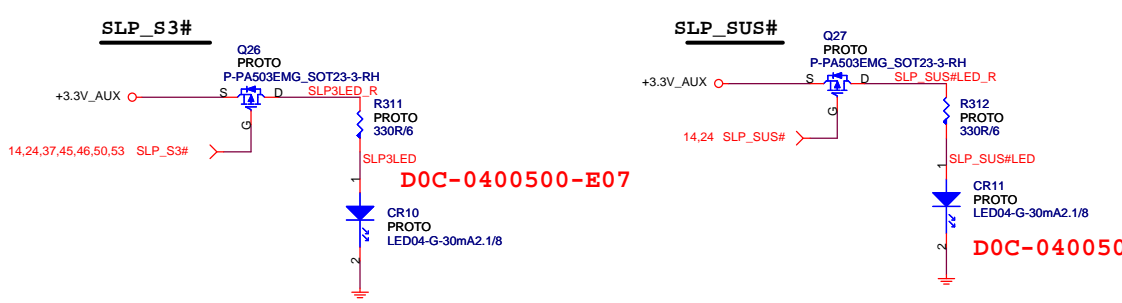 SLP_S3#
Q26
PROTO
P-PA503EMG_SOT23-3-RH
+3.3V_AUX
S
D
SLP3LED_R
G
R311
PROTO
330R/6
14,24,37,45,46,50,53 SLP_S3#
SLP3LED
1
D0C-0400500-E07
CR10
PROTO
LED04-G-30mA2.1/8
2
SLP_SUS#
Q27
PROTO
P-PA503EMG_SOT23-3-RH
+3.3V_AUX
S
D
SLP_SUS#LED_R
G
R312
PROTO
330R/6
14,24 SLP_SUS#
SLP_SUS#LED
1
CR11
PROTO
LED04-G-30mA2.1/8
2
D0C-040050